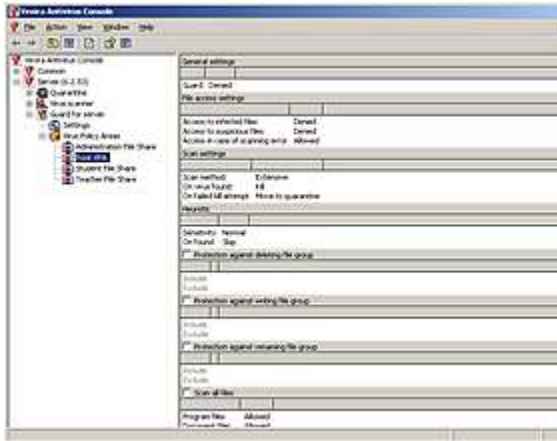 Antivirus Console
File Action View Window Help
Antivirus Console
Common
Server
Quarantine
Virus scanner
Guard for server
Settings
Virus Policy Areas
Administration File Share
Student File Share
Teacher File Share
General settings
Guard Denied
File access settings
Access to infected files Denied
Access to suspicious files Denied
Access in case of scanning error Allowed
Scan settings
Scan method Extensive
On virus found Kill
On failed kill attempt Move to quarantine
Heuristic
Sensitivity Normal
On Found Skip
Protection against deleting file group
Include
Exclude
Protection against writing file group
Include
Exclude
Protection against renaming file group
Include
Exclude
Scan all files
Program files Allowed
Document files Allowed